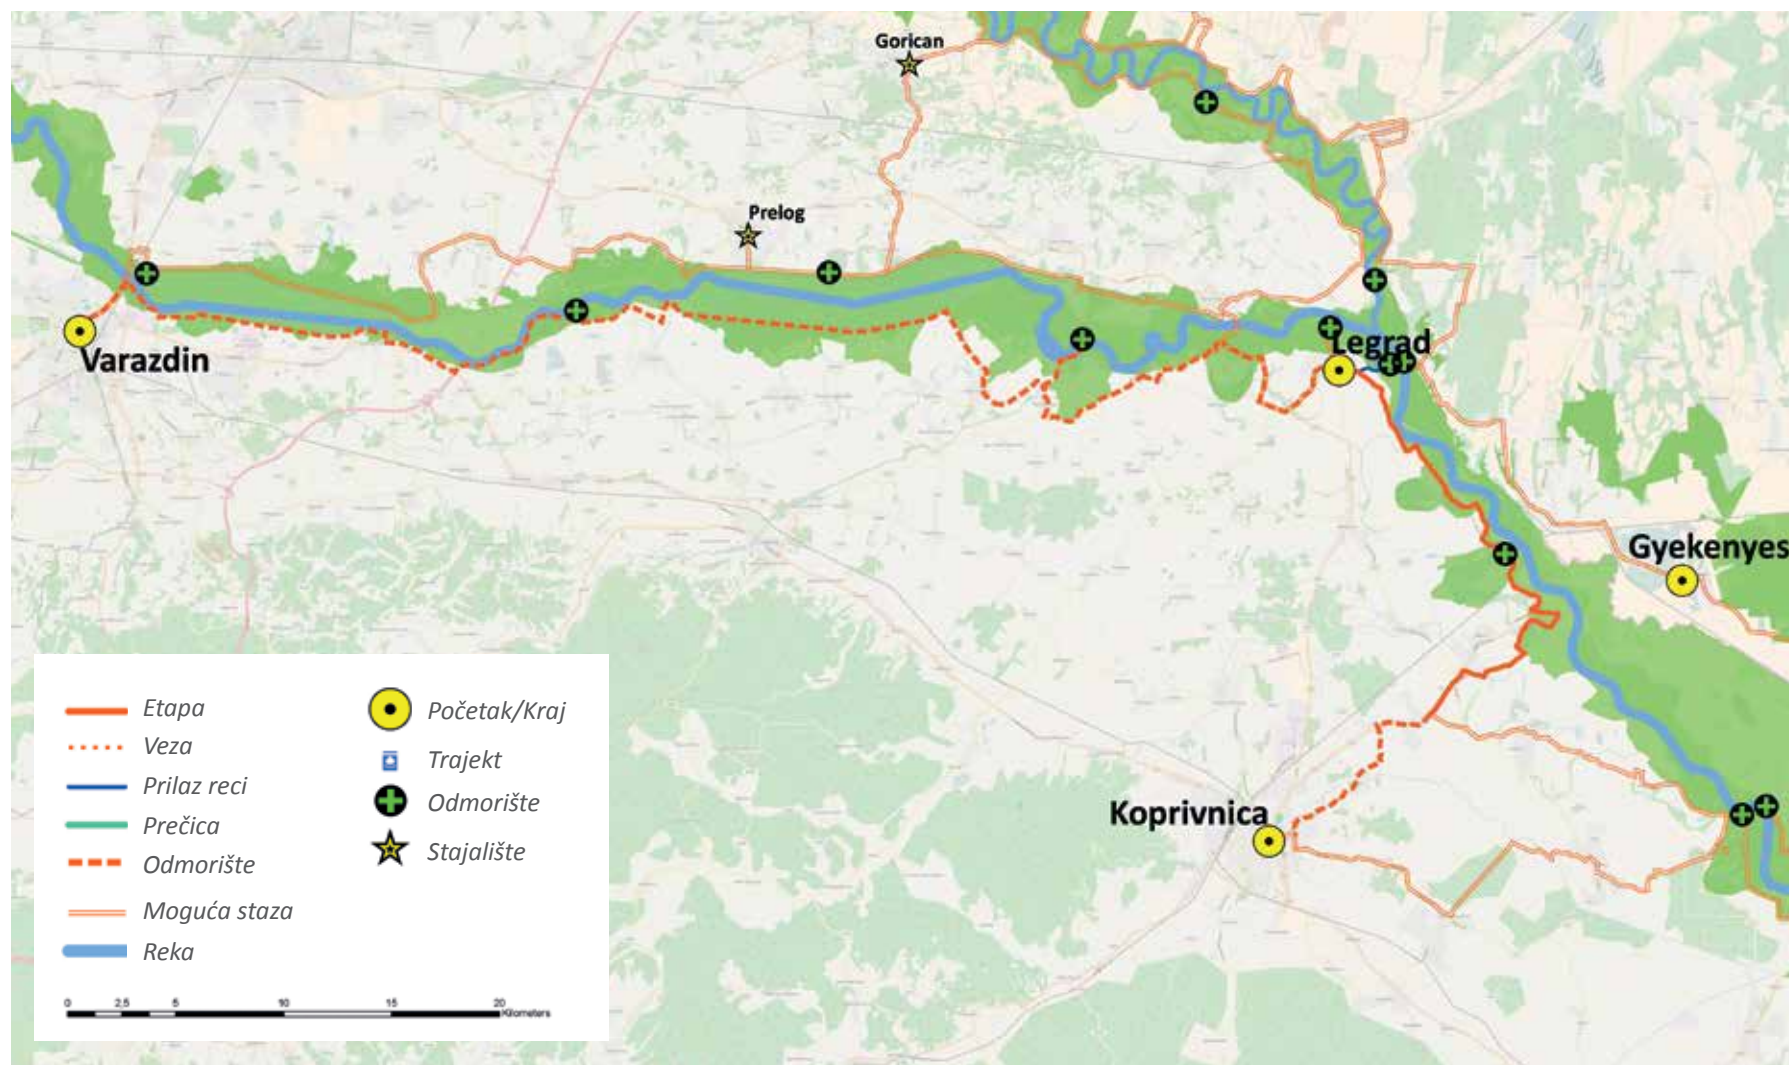 Gorican
Prelog
Varazdin
Legrad
Gyekenyes
Koprivnica
Etapa
Veza
Prilaz reci
Prečica
Odmorište
Moguća staza
Reka
Početak/Kraj
Trajekt
Odmorište
Stajalište
0 2,5 5 10 15 20
Kilometers